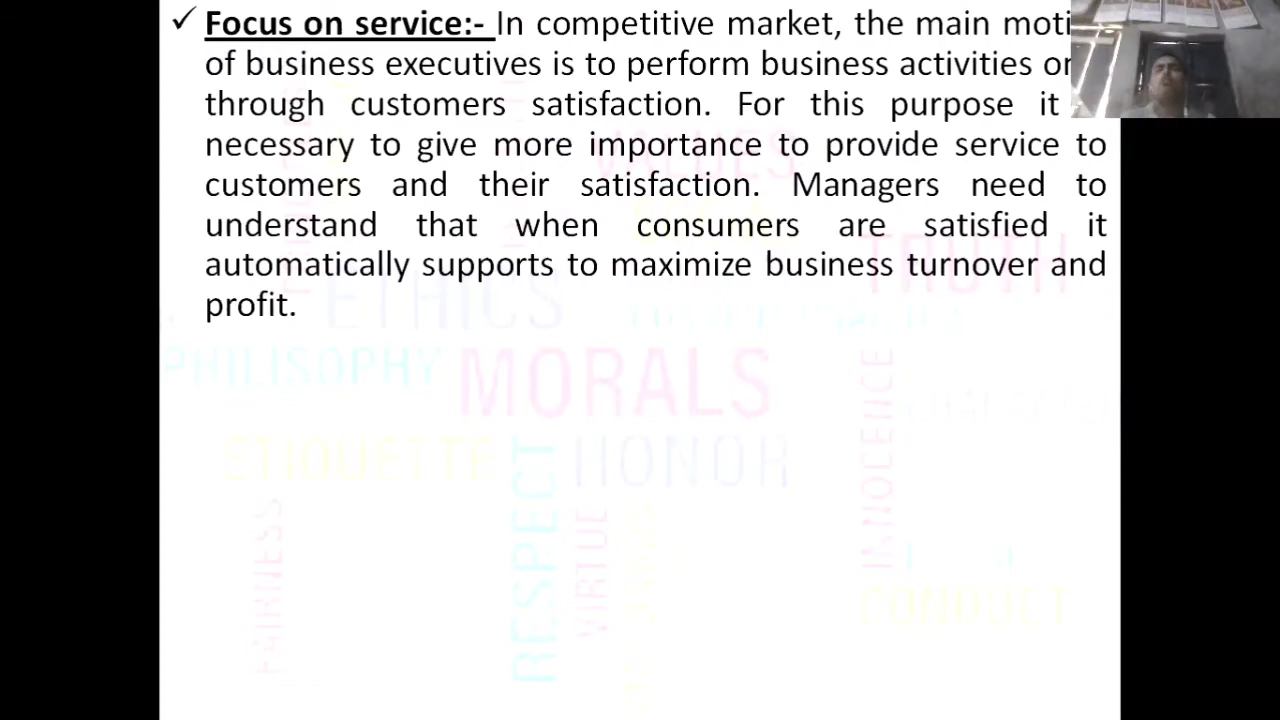 ✓ Focus on service:- In competitive market, the main
of business executives is to perform business activities
through customers satisfaction. For this purpose it
necessary to give more importance to provide service to
customers and their satisfaction. Managers need to
understand that when consumers are satisfied it
automatically supports to maximize business turnover and
profit.
VALUES
TRUTH
ETHICS
PHILISOPHY
MORALS
INNOCENCE
ETIQUETTE
RESPECT
HONOR
FAIRNESS
VIRTUE
CONDUCT